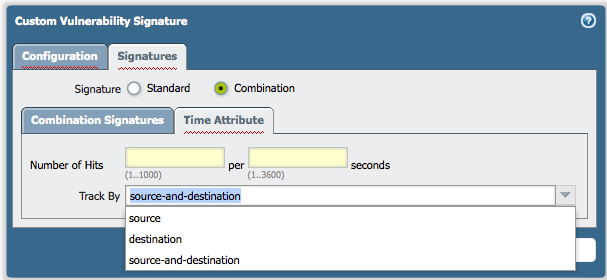 Custom Vulnerability Signature
Configuration Signatures
Signature Standard Combination
Combination Signatures Time Attribute
Number of Hits per seconds
(1..1000) (1..3600)
Track By source-and-destination
source
destination
source-and-destination